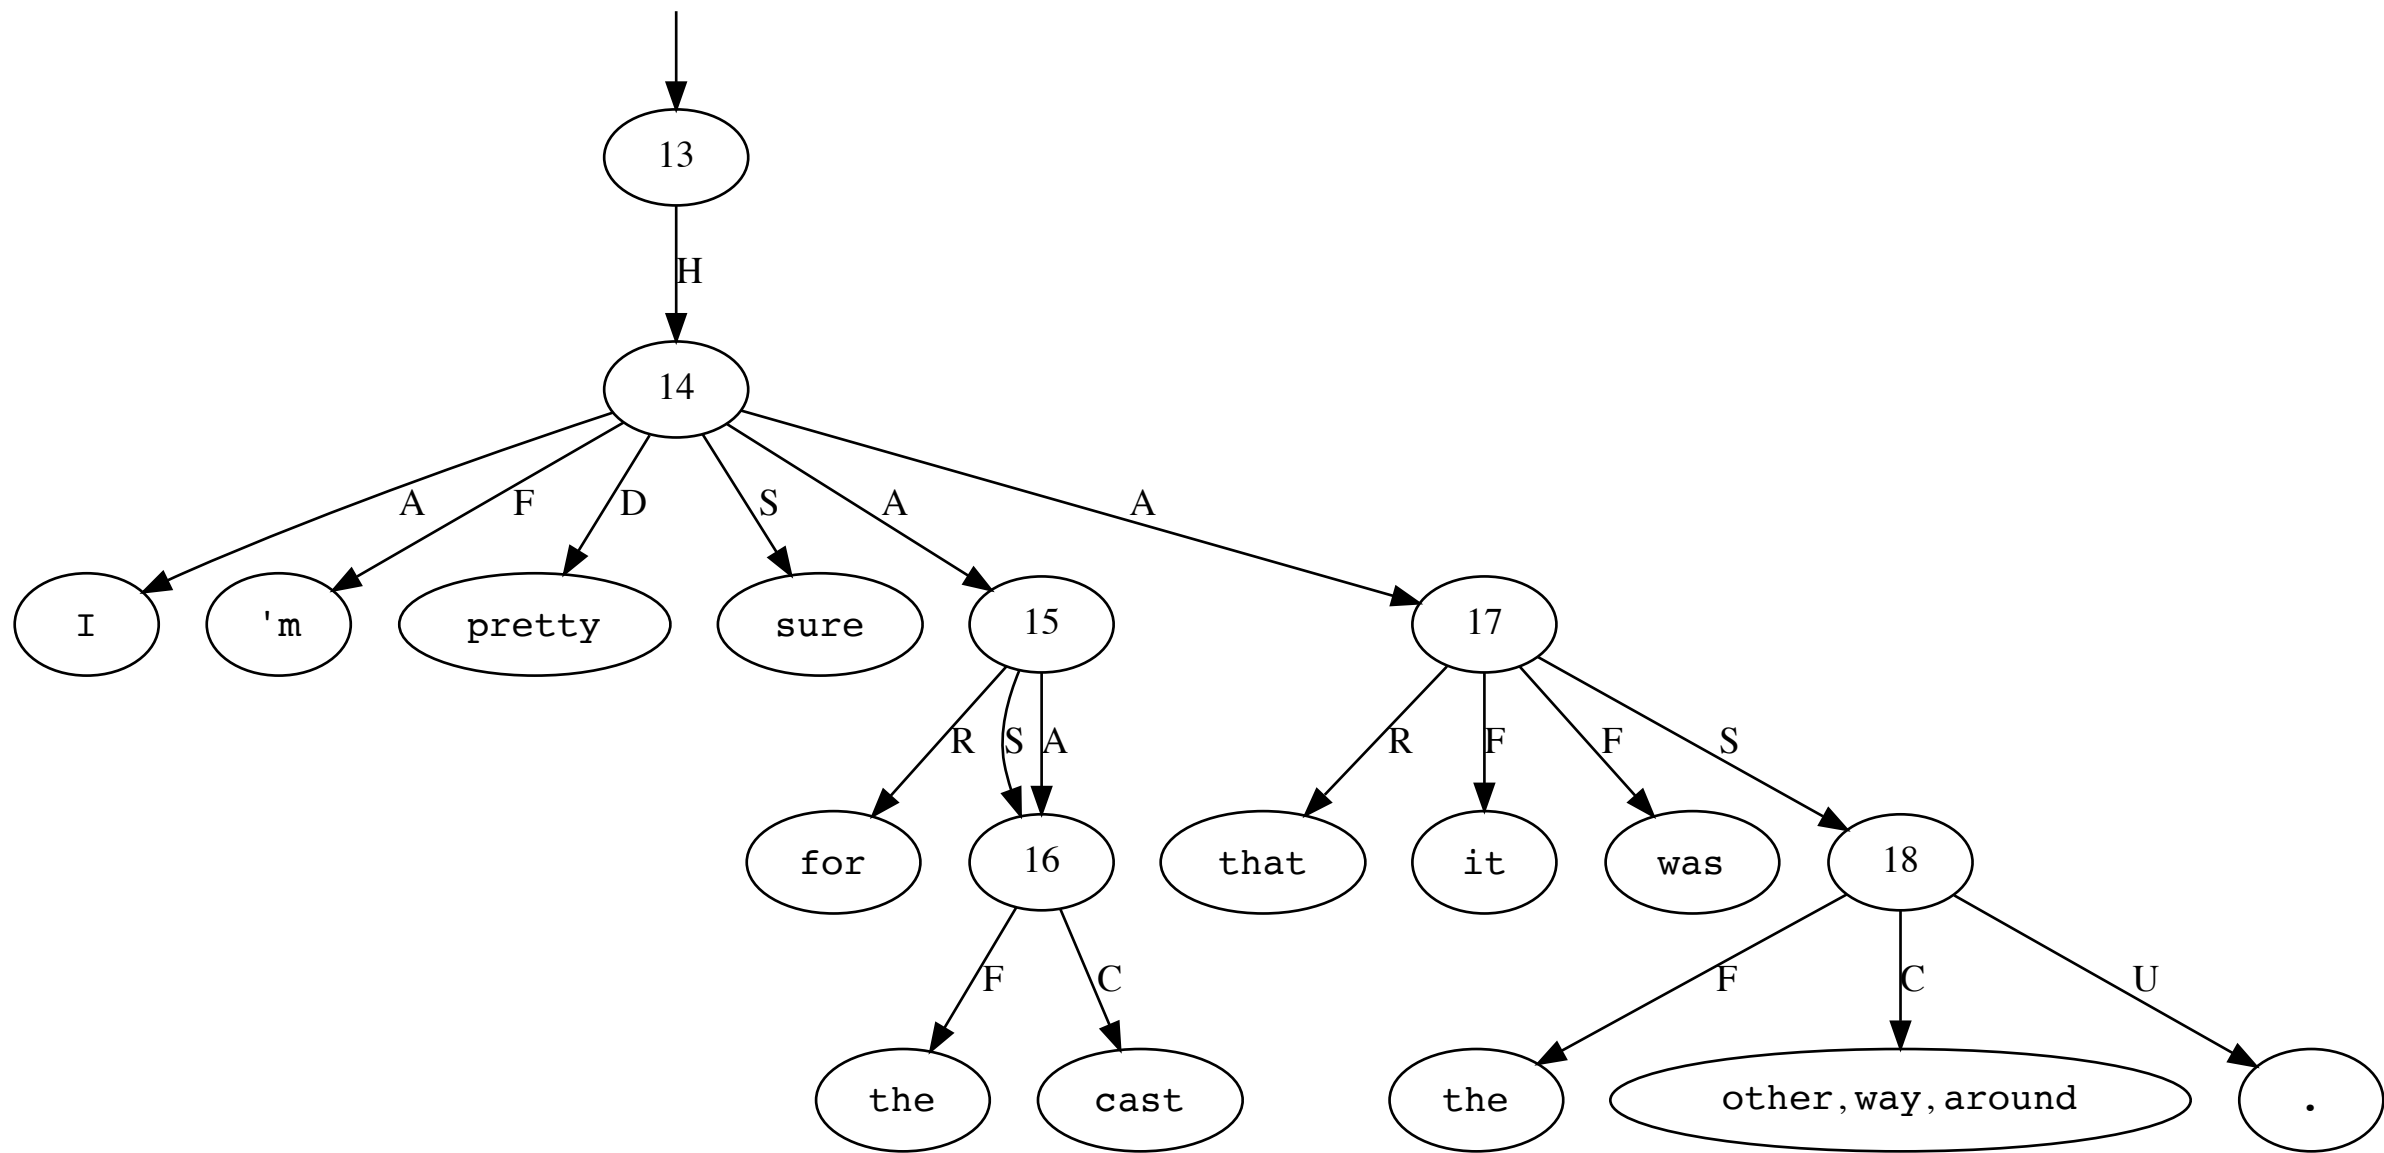 13
H
14
A F D S A A
I 'm pretty sure 15 17
R S A R F F S
for 16 that it was 18
F C F C U
the cast the other,way,around .